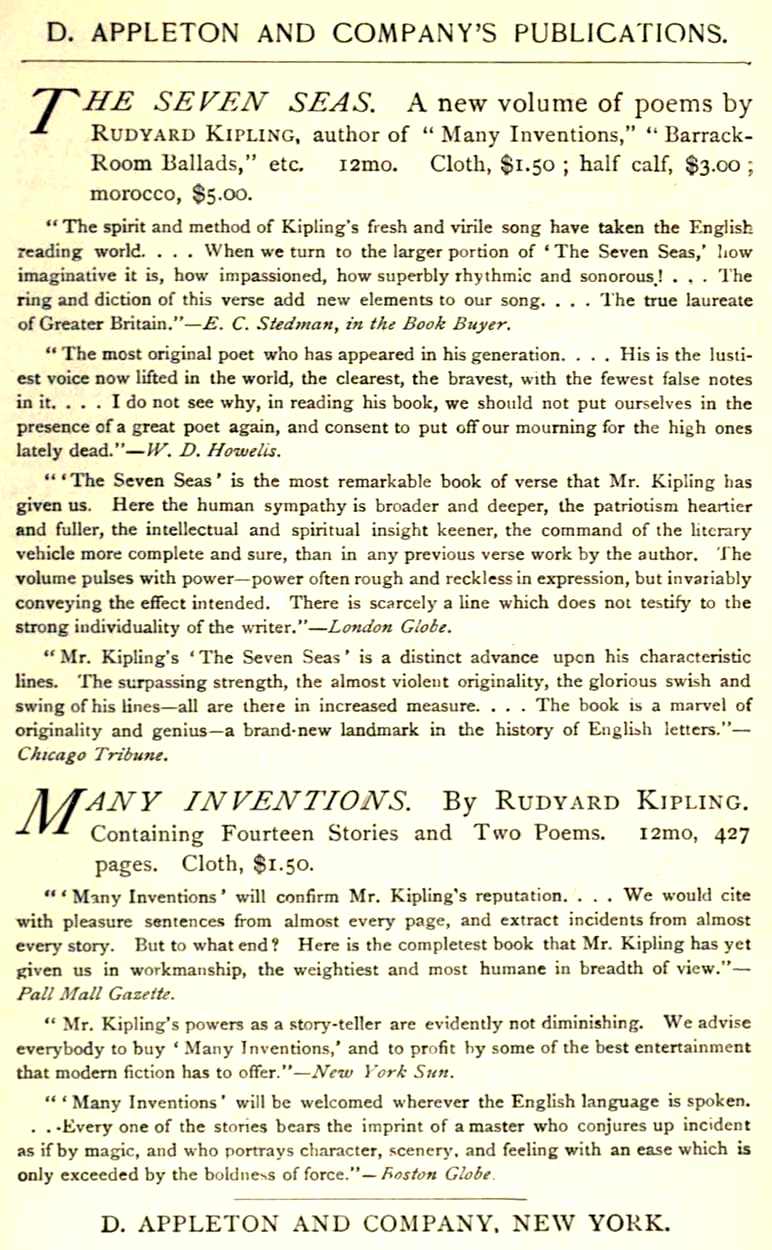 D. APPLETON AND COMPANY'S PUBLICATIONS.
THE SEVEN SEAS. A new volume of poems by
RUDYARD KIPLING, author of "Many Inventions," "Barrack-
Room Ballads," etc. 12mo. Cloth, $1.50; half calf, $3.00;
morocco, $5.00.
"The spirit and method of Kipling's fresh and virile song have taken the English
reading world. . . . When we turn to the larger portion of 'The Seven Seas,' how
imaginative it is, how impassioned, how superbly rhythmic and sonorous! . . . The
ring and diction of this verse add new elements to our song. . . . The true laureate
of Greater Britain."—E. C. Stedman, in the Book Buyer.
"The most original poet who has appeared in his generation. . . . His is the lusti-
est voice now lifted in the world, the clearest, the bravest, with the fewest false notes
in it. . . . I do not see why, in reading his book, we should not put ourselves in the
presence of a great poet again, and consent to put off our mourning for the high ones
lately dead."—W. D. Howells.
"'The Seven Seas' is the most remarkable book of verse that Mr. Kipling has
given us. Here the human sympathy is broader and deeper, the patriotism heartier
and fuller, the intellectual and spiritual insight keener, the command of the literary
vehicle more complete and sure, than in any previous verse work by the author. The
volume pulses with power—power often rough and reckless in expression, but invariably
conveying the effect intended. There is scarcely a line which does not testify to the
strong individuality of the writer."—London Globe.
"Mr. Kipling's 'The Seven Seas' is a distinct advance upon his characteristic
lines. The surpassing strength, the almost violent originality, the glorious swish and
swing of his lines—all are there in increased measure. . . . The book is a marvel of
originality and genius—a brand-new landmark in the history of English letters."—
Chicago Tribune.
MANY INVENTIONS. By RUDYARD KIPLING.
Containing Fourteen Stories and Two Poems. 12mo, 427
pages. Cloth, $1.50.
"'Many Inventions' will confirm Mr. Kipling's reputation. . . . We would cite
with pleasure sentences from almost every page, and extract incidents from almost
every story. But to what end? Here is the completest book that Mr. Kipling has yet
given us in workmanship, the weightiest and most humane in breadth of view."—
Pall Mall Gazette.
"Mr. Kipling's powers as a story-teller are evidently not diminishing. We advise
everybody to buy 'Many Inventions,' and to profit by some of the best entertainment
that modern fiction has to offer."—New York Sun.
"'Many Inventions' will be welcomed wherever the English language is spoken.
. . . Every one of the stories bears the imprint of a master who conjures up incident
as if by magic, and who portrays character, scenery, and feeling with an ease which is
only exceeded by the boldness of force."—Boston Globe.
D. APPLETON AND COMPANY, NEW YORK.